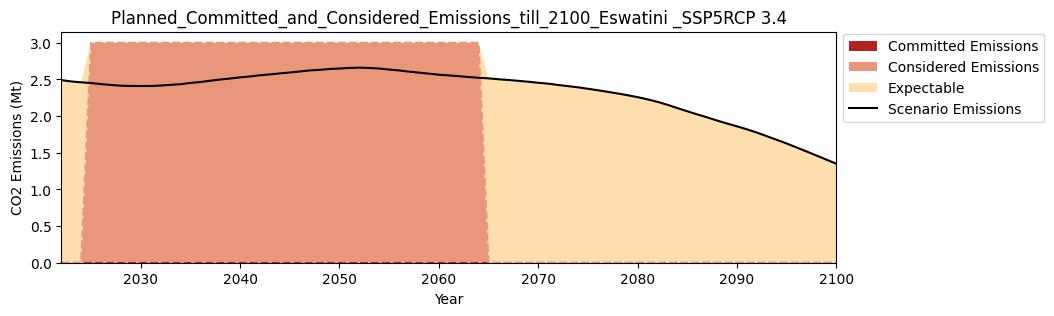 Planned_Committed_and_Considered_Emissions_till_2100_Eswatini _SSP5RCP 3.4
CO2 Emissions (Mt)
3.0
2.5
2.0
1.5
1.0
0.5
0.0
2030 2040 2050 2060 2070 2080 2090 2100
Year
Committed Emissions
Considered Emissions
Expectable
Scenario Emissions